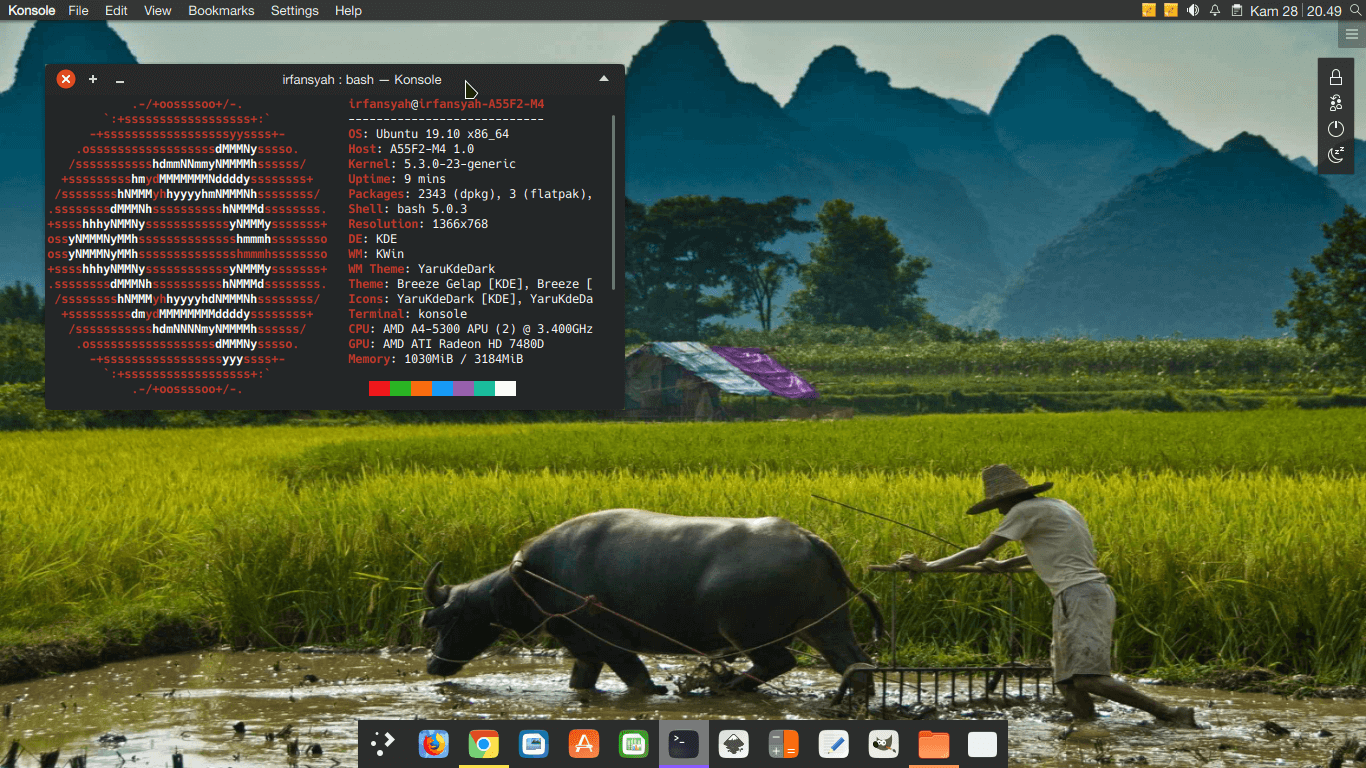 Konsole File Edit View Bookmarks Settings Help Kam 28 20.49
irfansyah : bash — Konsole
.-/+oossssoo+/-. irfansyah@irfansyah-A55F2-M4
`:+ssssssssssssssssss+:` ----------------------------
-+ssssssssssssssssssyyssss+- OS: Ubuntu 19.10 x86_64
.ossssssssssssssssssdMMMNysssso. Host: A55F2-M4 1.0
/ssssssssssshdmmNNmmyNMMMMhssssss/ Kernel: 5.3.0-23-generic
+ssssssssshmydMMMMMMMNddddyssssssss+ Uptime: 9 mins
/sssssssshNMMMyhhyyyyhmNMMMNhssssssss/ Packages: 2343 (dpkg), 3 (flatpak),
.ssssssssdMMMNhsssssssssshNMMMdssssssss. Shell: bash 5.0.3
+sssshhhyNMMNyssssssssssssyNMMMysssssss+ Resolution: 1366x768
ossyNMMMNyMMhsssssssssssssshmmmhssssssso DE: KDE
ossyNMMMNyMMhsssssssssssssshmmmhssssssso WM: KWin
+sssshhhyNMMNyssssssssssssyNMMMysssssss+ WM Theme: YaruKdeDark
.ssssssssdMMMNhsssssssssshNMMMdssssssss. Theme: Breeze Gelap [KDE], Breeze [
/sssssssshNMMMyhhyyyyhdNMMMNhssssssss/ Icons: YaruKdeDark [KDE], YaruKdeDa
+sssssssssdmydMMMMMMMMddddyssssssss+ Terminal: konsole
/ssssssssssshdmNNNNmyNMMMMhssssss/ CPU: AMD A4-5300 APU (2) @ 3.400GHz
.ossssssssssssssssssdMMMNysssso. GPU: AMD ATI Radeon HD 7480D
-+sssssssssssssssssyyyssss+- Memory: 1030MiB / 3184MiB
`:+ssssssssssssssssss+:`
.-/+oossssoo+/-.